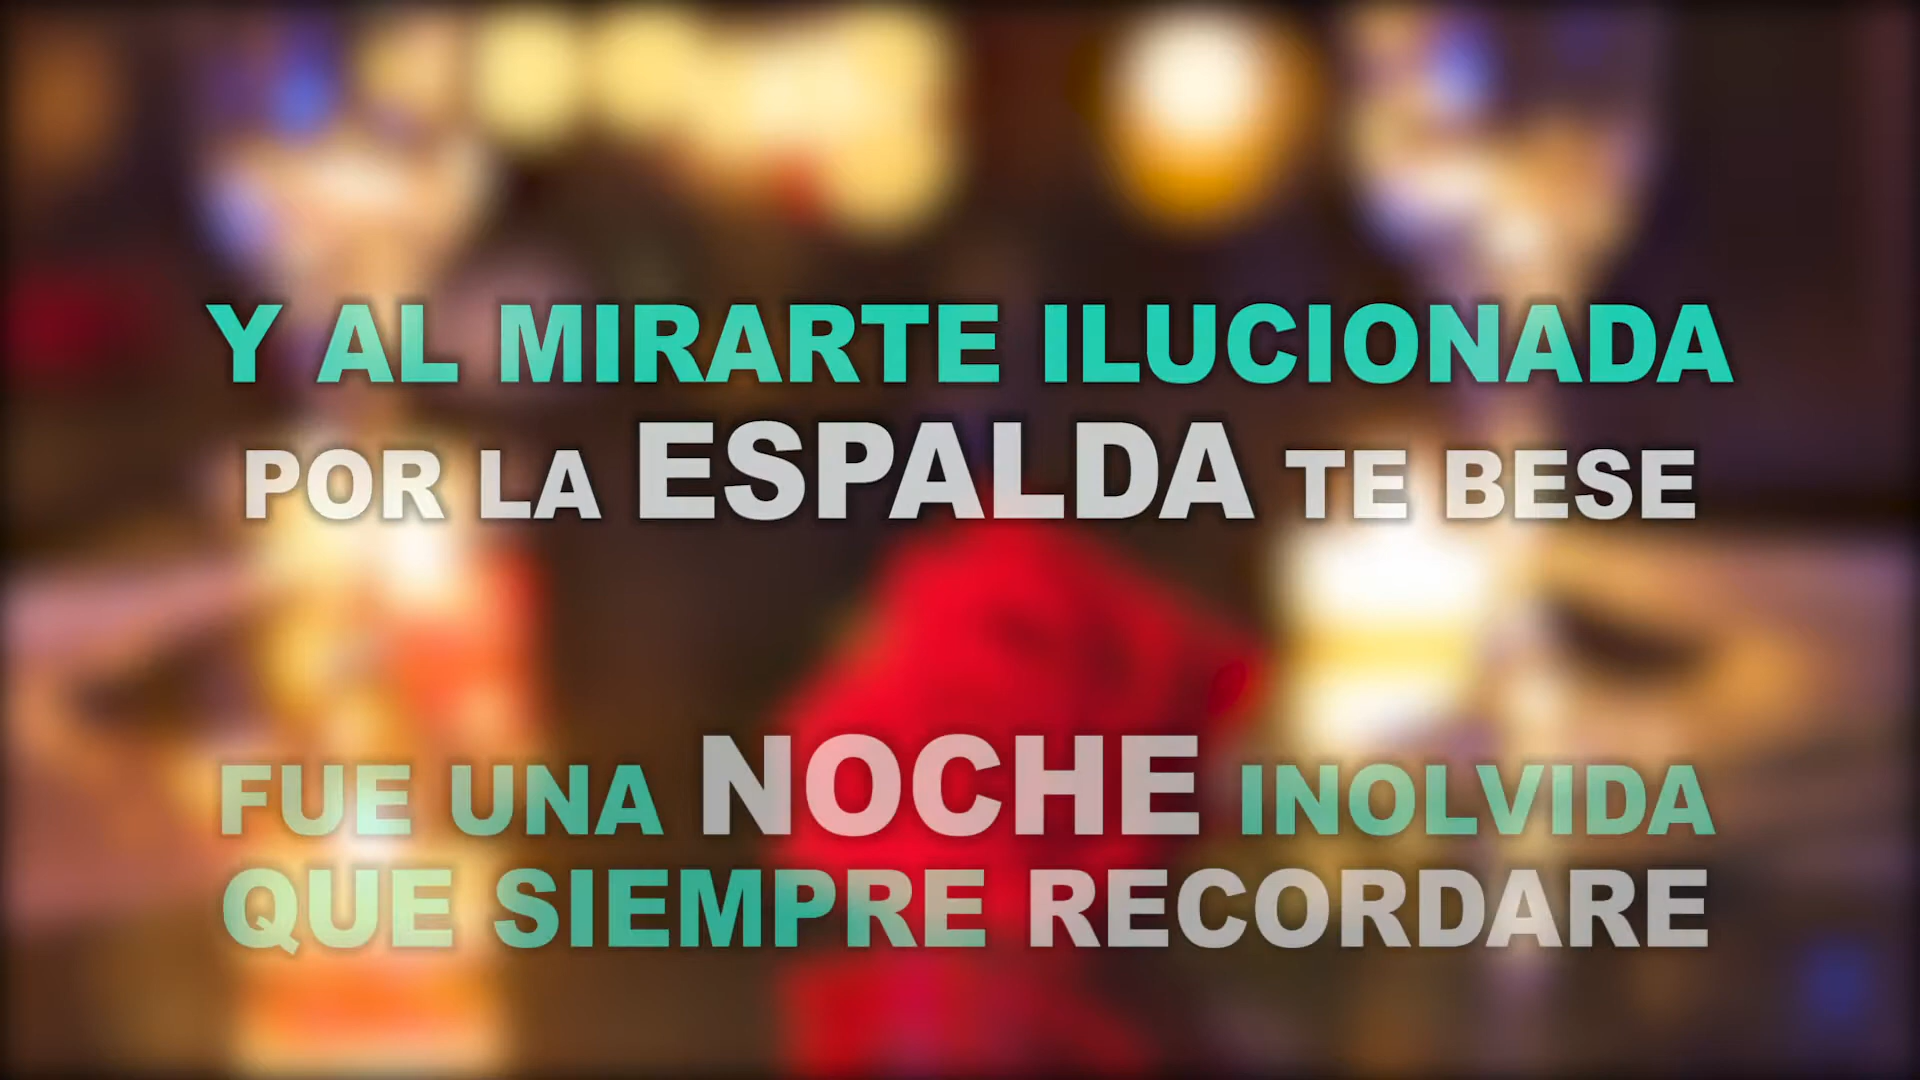 Y AL MIRARTE ILUCIONADA
POR LA ESPALDA TE BESE
FUE UNA NOCHE INOLVIDA
QUE SIEMPRE RECORDARE